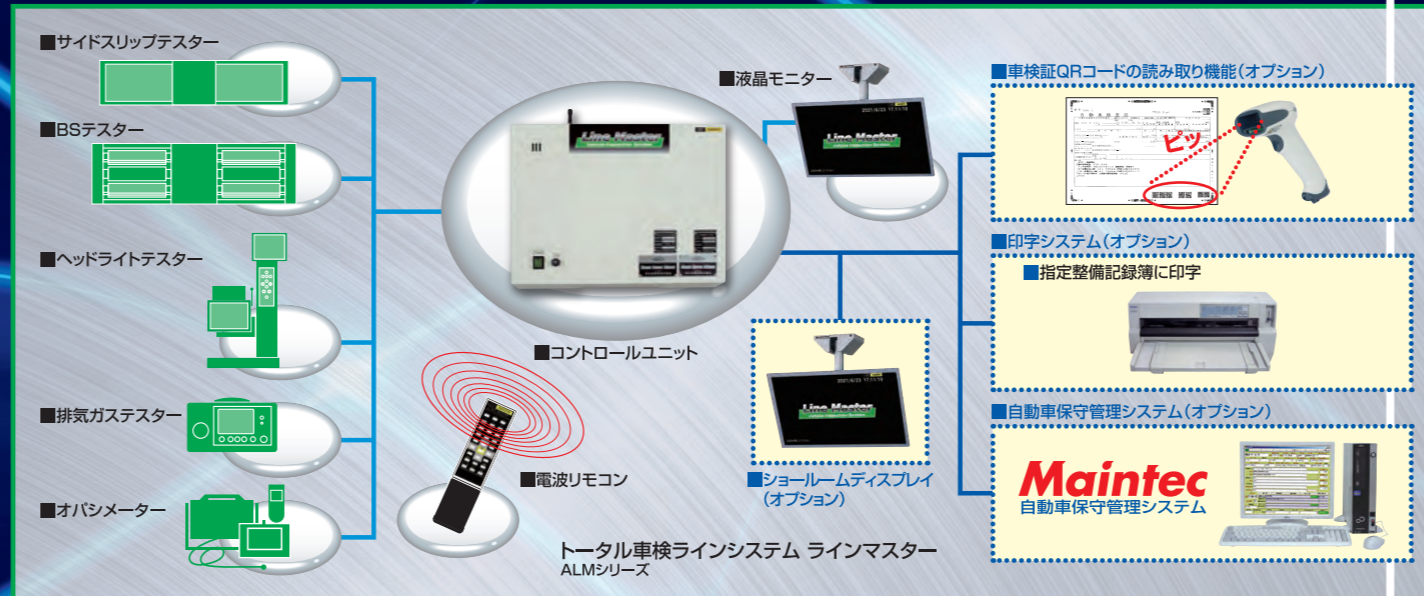 ■サイドスリップテスター
■BSテスター
■ヘッドライトテスター
■排気ガステスター
■オパシメーター
Line Master
■コントロールユニット
■電波リモコン
■液晶モニター
Line Master
Line Master
■ショールームディスプレイ
(オプション)
■車検証QRコードの読み取り機能(オプション)
ピッ
■印字システム(オプション)
■指定整備記録簿に印字
■自動車保守管理システム(オプション)
Maintec
自動車保守管理システム
トータル車検ラインシステム ラインマスター
ALMシリーズ